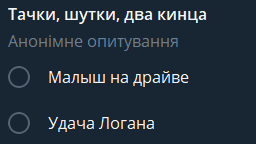 Тачки, шутки, два кинца
Анонімне опитування
Малыш на драйве
Удача Логана